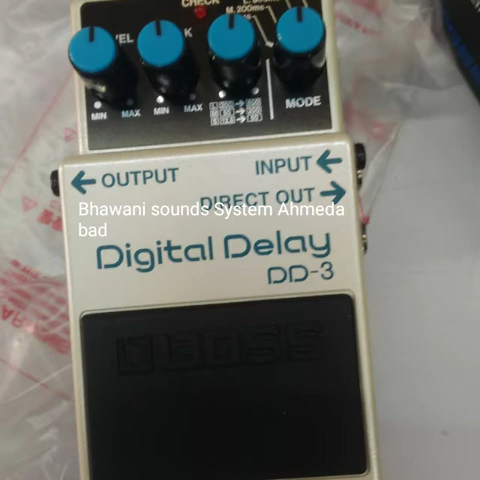 CHECK
M. 200ms
MIN MAX MIN MAX
MODE
INPUT
OUTPUT
DIRECT OUT
Bhawani sounds System Ahmeda
bad
Digital Delay
DD-3
BOSS